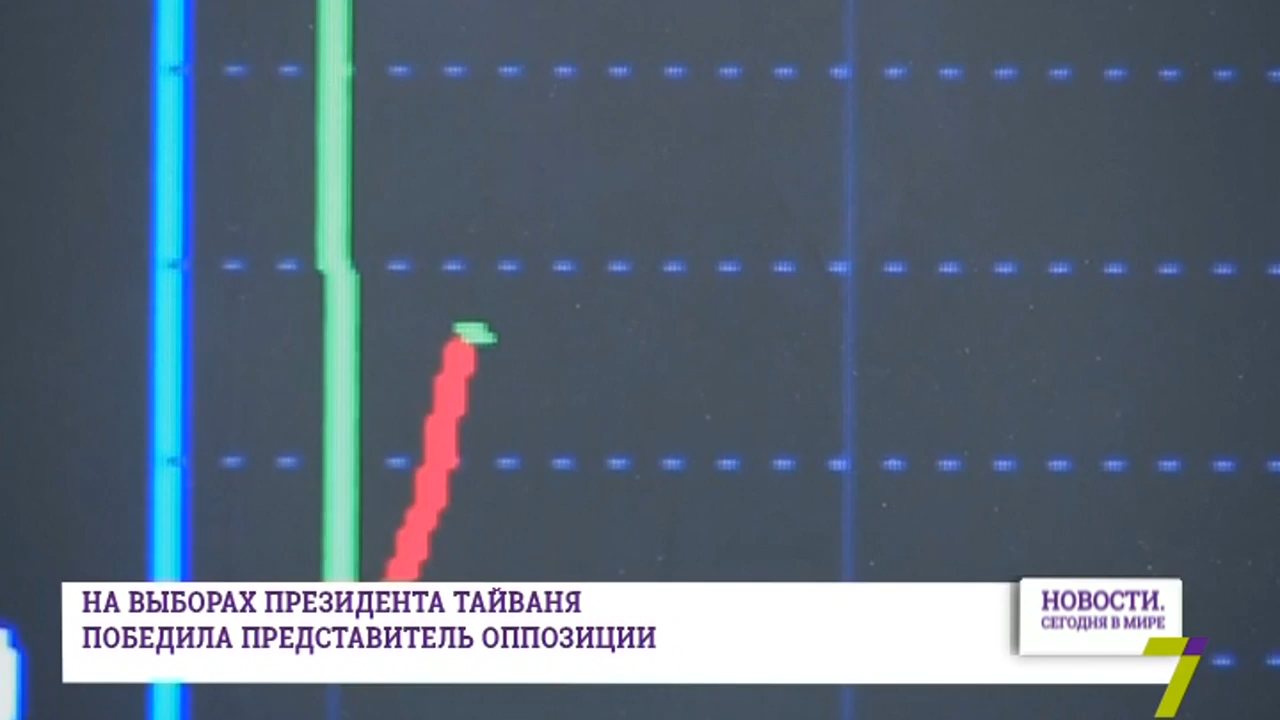 НА ВЫБОРАХ ПРЕЗИДЕНТА ТАЙВАНЯ
ПОБЕДИЛА ПРЕДСТАВИТЕЛЬ ОППОЗИЦИИ
НОВОСТИ.
СЕГОДНЯ В МИРЕ
7